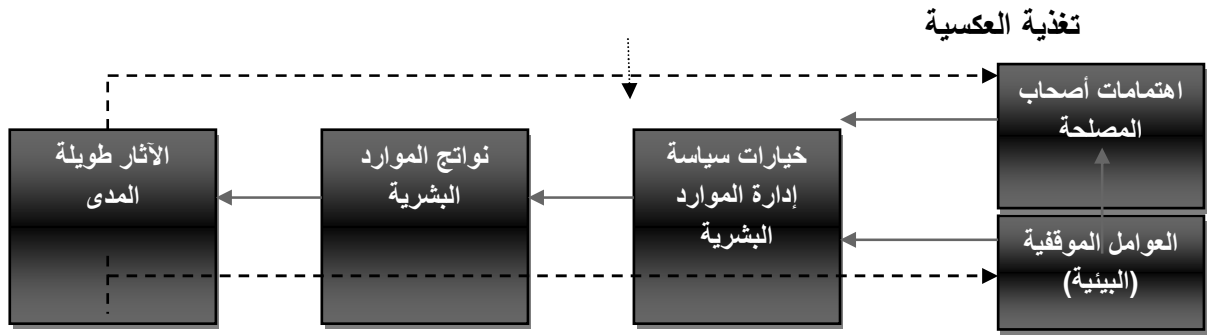 تغذية العكسية
اهتمامات أصحاب
المصلحة
العوامل الموقفية
(البيئية)
خيارات سياسة
إدارة الموارد
البشرية
نواتج الموارد
البشرية
الآثار طويلة
المدى